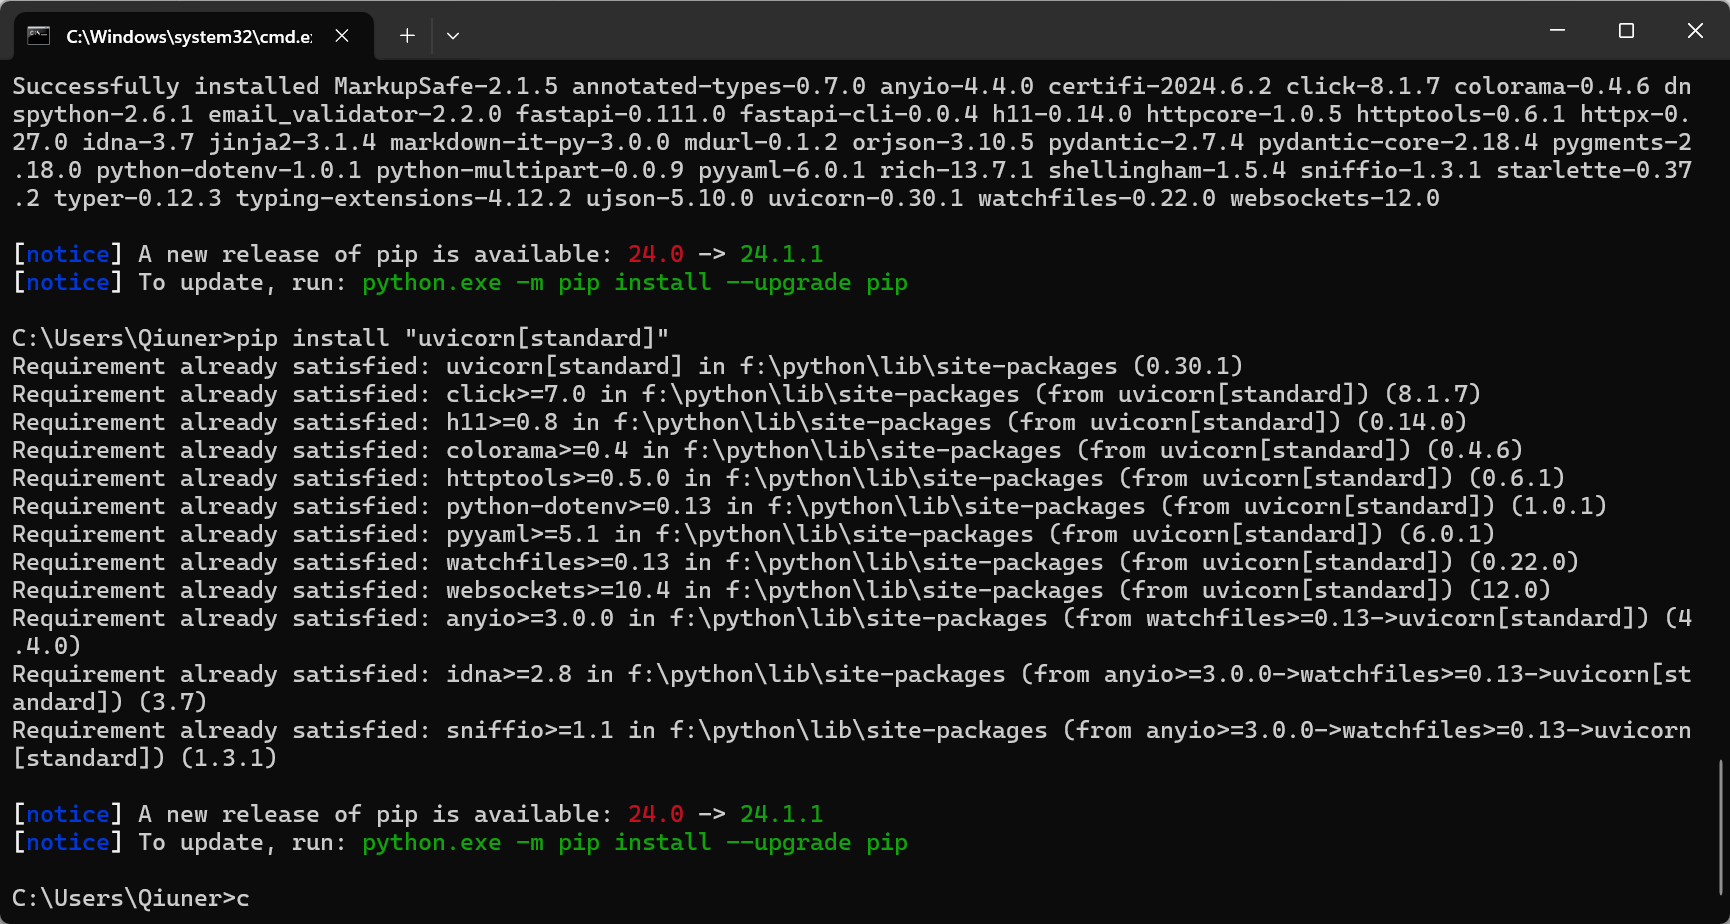 C:\Windows\system32\cmd.e
Successfully installed MarkupSafe-2.1.5 annotated-types-0.7.0 anyio-4.4.0 certifi-2024.6.2 click-8.1.7 colorama-0.4.6 dn
spython-2.6.1 email_validator-2.2.0 fastapi-0.111.0 fastapi-cli-0.0.4 h11-0.14.0 httpcore-1.0.5 httptools-0.6.1 httpx-0.
27.0 idna-3.7 jinja2-3.1.4 markdown-it-py-3.0.0 mdurl-0.1.2 orjson-3.10.5 pydantic-2.7.4 pydantic-core-2.18.4 pygments-2
.18.0 python-dotenv-1.0.1 python-multipart-0.0.9 pyyaml-6.0.1 rich-13.7.1 shellingham-1.5.4 sniffio-1.3.1 starlette-0.37
.2 typer-0.12.3 typing-extensions-4.12.2 ujson-5.10.0 uvicorn-0.30.1 watchfiles-0.22.0 websockets-12.0
[notice] A new release of pip is available: 24.0 -> 24.1.1
[notice] To update, run: python.exe -m pip install --upgrade pip
C:\Users\Qiuner>pip install "uvicorn[standard]"
Requirement already satisfied: uvicorn[standard] in f:\python\lib\site-packages (0.30.1)
Requirement already satisfied: click>=7.0 in f:\python\lib\site-packages (from uvicorn[standard]) (8.1.7)
Requirement already satisfied: h11>=0.8 in f:\python\lib\site-packages (from uvicorn[standard]) (0.14.0)
Requirement already satisfied: colorama>=0.4 in f:\python\lib\site-packages (from uvicorn[standard]) (0.4.6)
Requirement already satisfied: httptools>=0.5.0 in f:\python\lib\site-packages (from uvicorn[standard]) (0.6.1)
Requirement already satisfied: python-dotenv>=0.13 in f:\python\lib\site-packages (from uvicorn[standard]) (1.0.1)
Requirement already satisfied: pyyaml>=5.1 in f:\python\lib\site-packages (from uvicorn[standard]) (6.0.1)
Requirement already satisfied: watchfiles>=0.13 in f:\python\lib\site-packages (from uvicorn[standard]) (0.22.0)
Requirement already satisfied: websockets>=10.4 in f:\python\lib\site-packages (from uvicorn[standard]) (12.0)
Requirement already satisfied: anyio>=3.0.0 in f:\python\lib\site-packages (from watchfiles>=0.13->uvicorn[standard]) (4
.4.0)
Requirement already satisfied: idna>=2.8 in f:\python\lib\site-packages (from anyio>=3.0.0->watchfiles>=0.13->uvicorn[st
andard]) (3.7)
Requirement already satisfied: sniffio>=1.1 in f:\python\lib\site-packages (from anyio>=3.0.0->watchfiles>=0.13->uvicorn
[standard]) (1.3.1)
[notice] A new release of pip is available: 24.0 -> 24.1.1
[notice] To update, run: python.exe -m pip install --upgrade pip
C:\Users\Qiuner>c